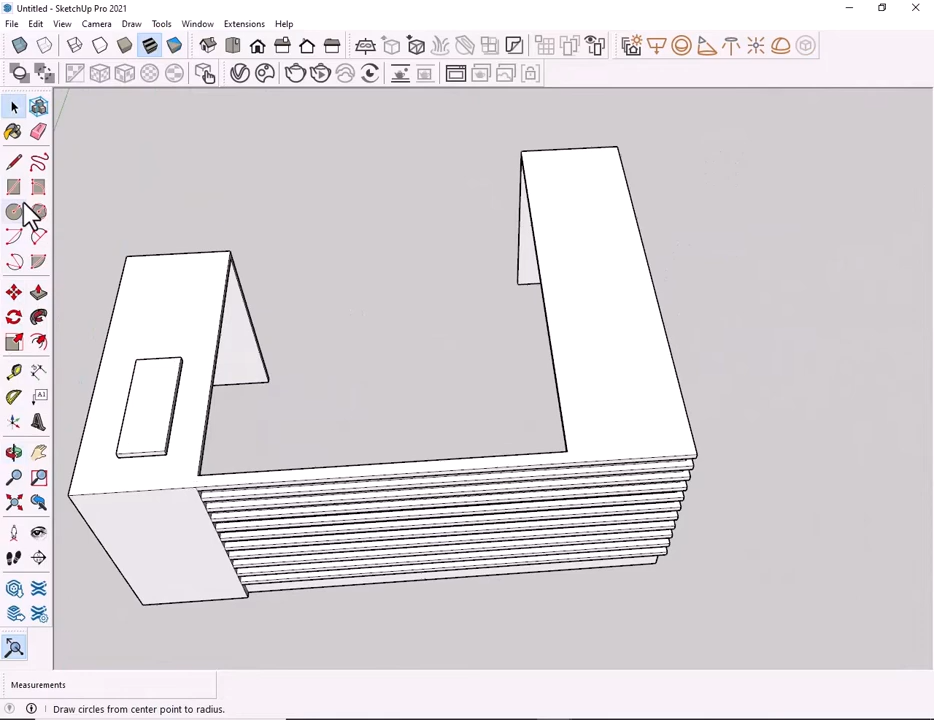 Untitled - SketchUp Pro 2021
File Edit View Camera Draw Tools Window Extensions Help
A1
Measurements
Draw circles from center point to radius.